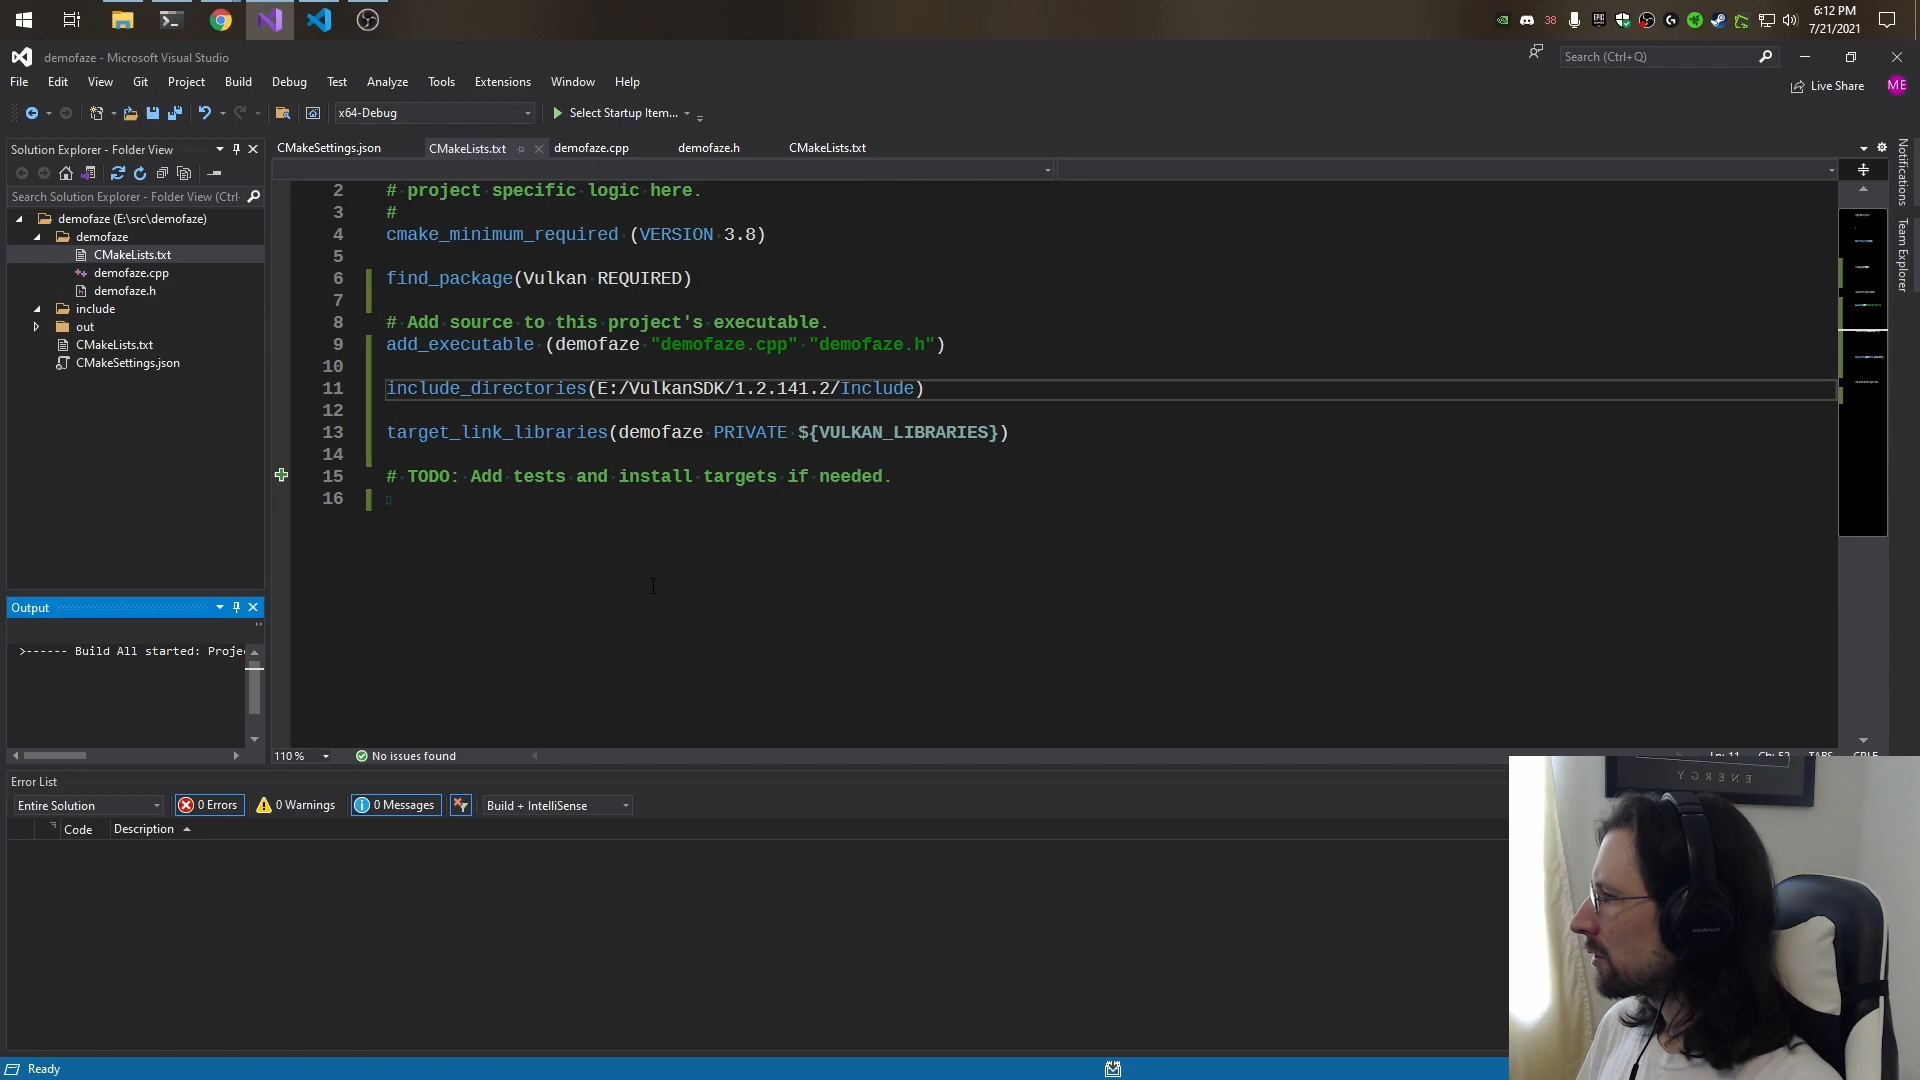 6:12 PM
38
7/21/2021
demofaze - Microsoft Visual Studio
Search (Ctrl+Q)
File Edit View Git Project Build Debug Test Analyze Tools Extensions Window Help
Live Share
ME
x64-Debug
Select Startup Item...
Solution Explorer - Folder View
CMakeSettings.json
CMakeLists.txt
demofaze.cpp
demofaze.h
CMakeLists.txt
Notifications
Team Explorer
Search Solution Explorer - Folder View (Ctrl
demofaze (E:\src\demofaze)
demofaze
CMakeLists.txt
demofaze.cpp
demofaze.h
include
out
CMakeLists.txt
CMakeSettings.json
2 # project specific logic here.
3 #
4 cmake_minimum_required (VERSION 3.8)
5
6 find_package(Vulkan REQUIRED)
7
8 # Add source to this project's executable.
9 add_executable (demofaze "demofaze.cpp" "demofaze.h")
10
11 include_directories(E:/VulkanSDK/1.2.141.2/Include)
12
13 target_link_libraries(demofaze PRIVATE ${VULKAN_LIBRARIES})
14
15 # TODO: Add tests and install targets if needed.
16
Output
>------ Build All started: Projec
110 %
No issues found
Error List
Entire Solution
0 Errors
0 Warnings
0 Messages
Build + IntelliSense
Code
Description
Ready